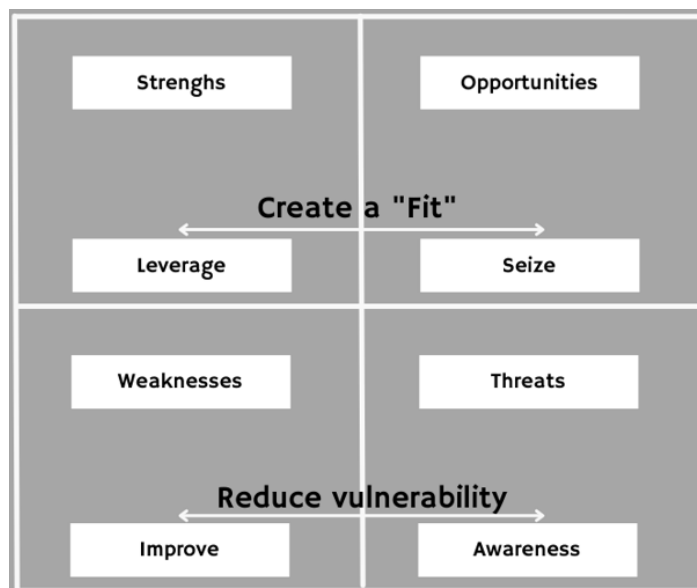 Strenghs
Opportunities
Create a "Fit"
Leverage
Seize
Weaknesses
Threats
Reduce vulnerability
Improve
Awareness